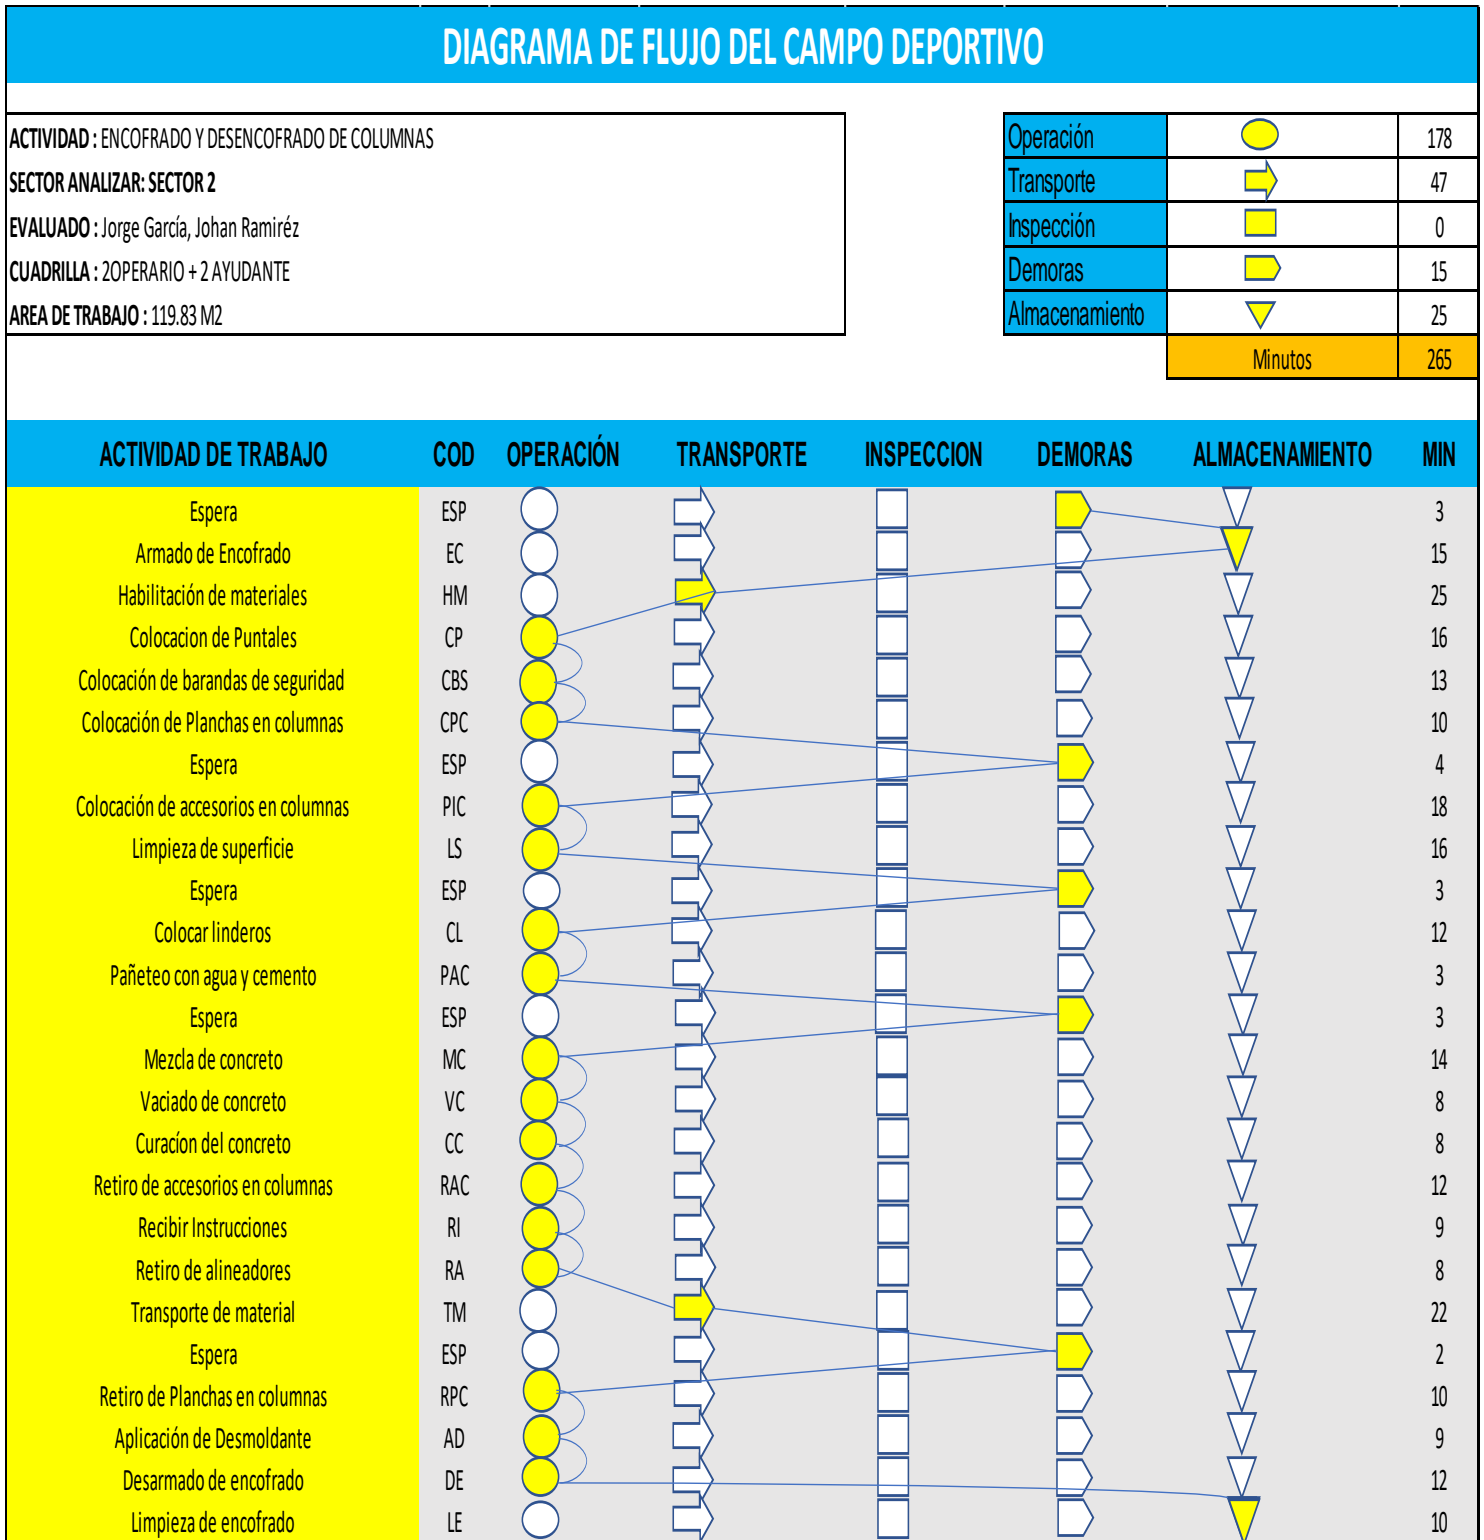 DIAGRAMA DE FLUJO DEL CAMPO DEPORTIVO
ACTIVIDAD : ENCOFRADO Y DESENCOFRADO DE COLUMNAS
SECTOR ANALIZAR: SECTOR 2
EVALUADO : Jorge García, Johan Ramiréz
CUADRILLA : 2OPERARIO + 2 AYUDANTE
AREA DE TRABAJO : 119.83 M2
Operación 178
Transporte 47
Inspección 0
Demoras 15
Almacenamiento 25
Minutos 265
ACTIVIDAD DE TRABAJO COD OPERACIÓN TRANSPORTE INSPECCION DEMORAS ALMACENAMIENTO MIN
Espera ESP 3
Armado de Encofrado EC 15
Habilitación de materiales HM 25
Colocacion de Puntales CP 16
Colocación de barandas de seguridad CBS 13
Colocación de Planchas en columnas CPC 10
Espera ESP 4
Colocación de accesorios en columnas PIC 18
Limpieza de superficie LS 16
Espera ESP 3
Colocar linderos CL 12
Pañeteo con agua y cemento PAC 3
Espera ESP 3
Mezcla de concreto MC 14
Vaciado de concreto VC 8
Curacíon del concreto CC 8
Retiro de accesorios en columnas RAC 12
Recibir Instrucciones RI 9
Retiro de alineadores RA 8
Transporte de material TM 22
Espera ESP 2
Retiro de Planchas en columnas RPC 10
Aplicación de Desmoldante AD 9
Desarmado de encofrado DE 12
Limpieza de encofrado LE 10